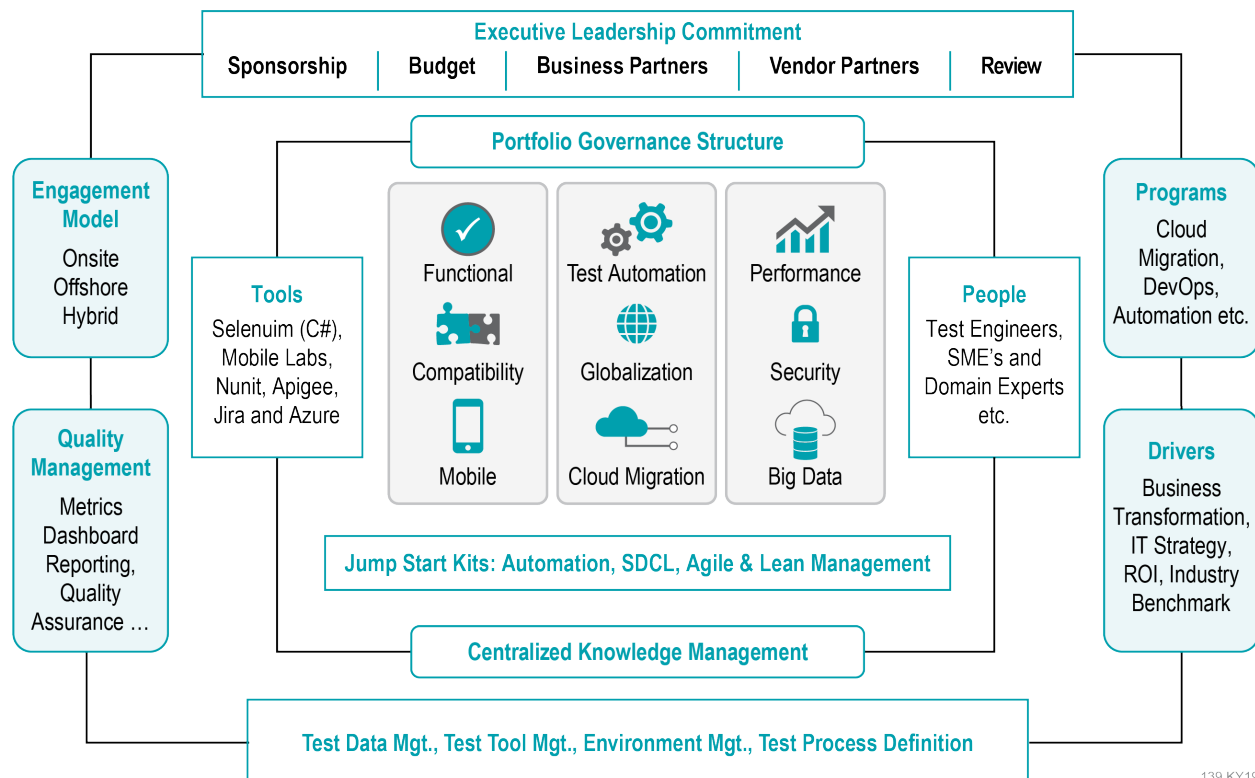 Executive Leadership Commitment
Sponsorship
Budget
Business Partners
Vendor Partners
Review
Portfolio Governance Structure
Engagement
Model
Onsite
Offshore
Hybrid
Quality
Management
Metrics
Dashboard
Reporting,
Quality
Assurance …
Tools
Selenuim (C#),
Mobile Labs,
Nunit, Apigee,
Jira and Azure
Functional
Compatibility
Mobile
Test Automation
Globalization
Cloud Migration
Performance
Security
Big Data
People
Test Engineers,
SME's and
Domain Experts
etc.
Programs
Cloud
Migration,
DevOps,
Automation etc.
Drivers
Business
Transformation,
IT Strategy,
ROI, Industry
Benchmark
Jump Start Kits: Automation, SDCL, Agile & Lean Management
Centralized Knowledge Management
Test Data Mgt., Test Tool Mgt., Environment Mgt., Test Process Definition
139 KY19